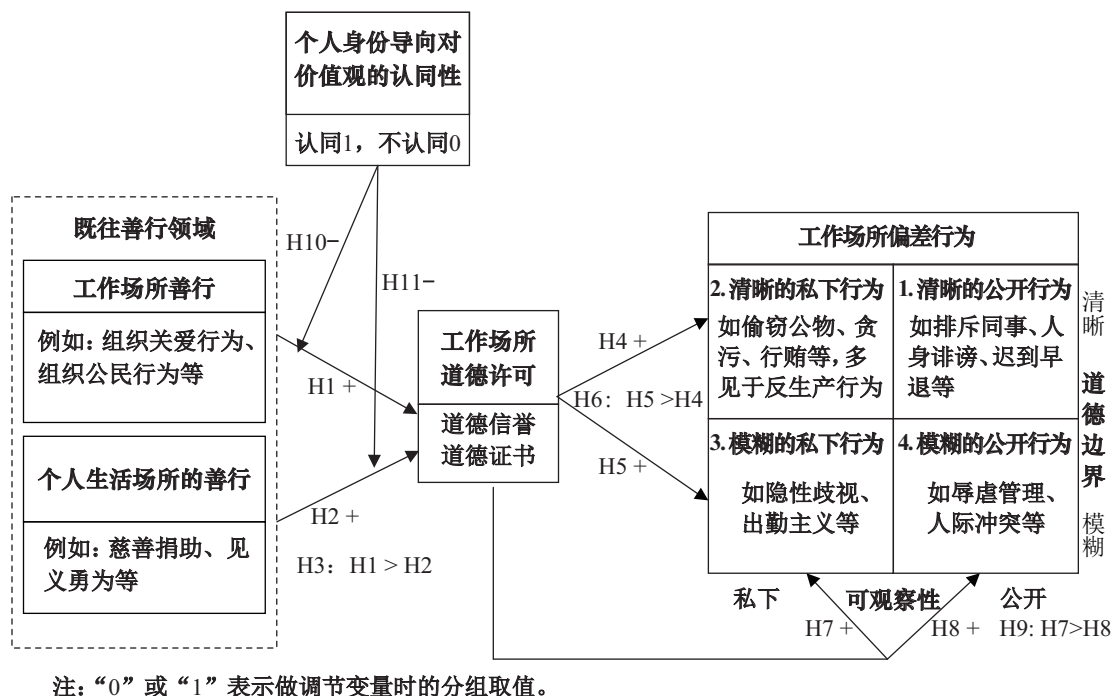 个人身份导向对
价值观的认同性
认同1，不认同0
既往善行领域
工作场所善行
例如：组织关爱行为、
组织公民行为等
个人生活场所的善行
例如：慈善捐助、见
义勇为等
H10−
H11−
H1 +
H2 +
H3：H1 > H2
工作场所
道德许可
道德信誉
道德证书
H4 +
H6：H5 >H4
H5 +
工作场所偏差行为
2. 清晰的私下行为
如偷窃公物、贪
污、行贿等，多
见于反生产行为
1. 清晰的公开行为
如排斥同事、人
身诽谤、迟到早
退等
3. 模糊的私下行为
如隐性歧视、
出勤主义等
4. 模糊的公开行为
如辱虐管理、
人际冲突等
清晰
道德边界
模糊
私下
可观察性
公开
H7 +
H8 +
H9: H7>H8
注：“0”或“1”表示做调节变量时的分组取值。